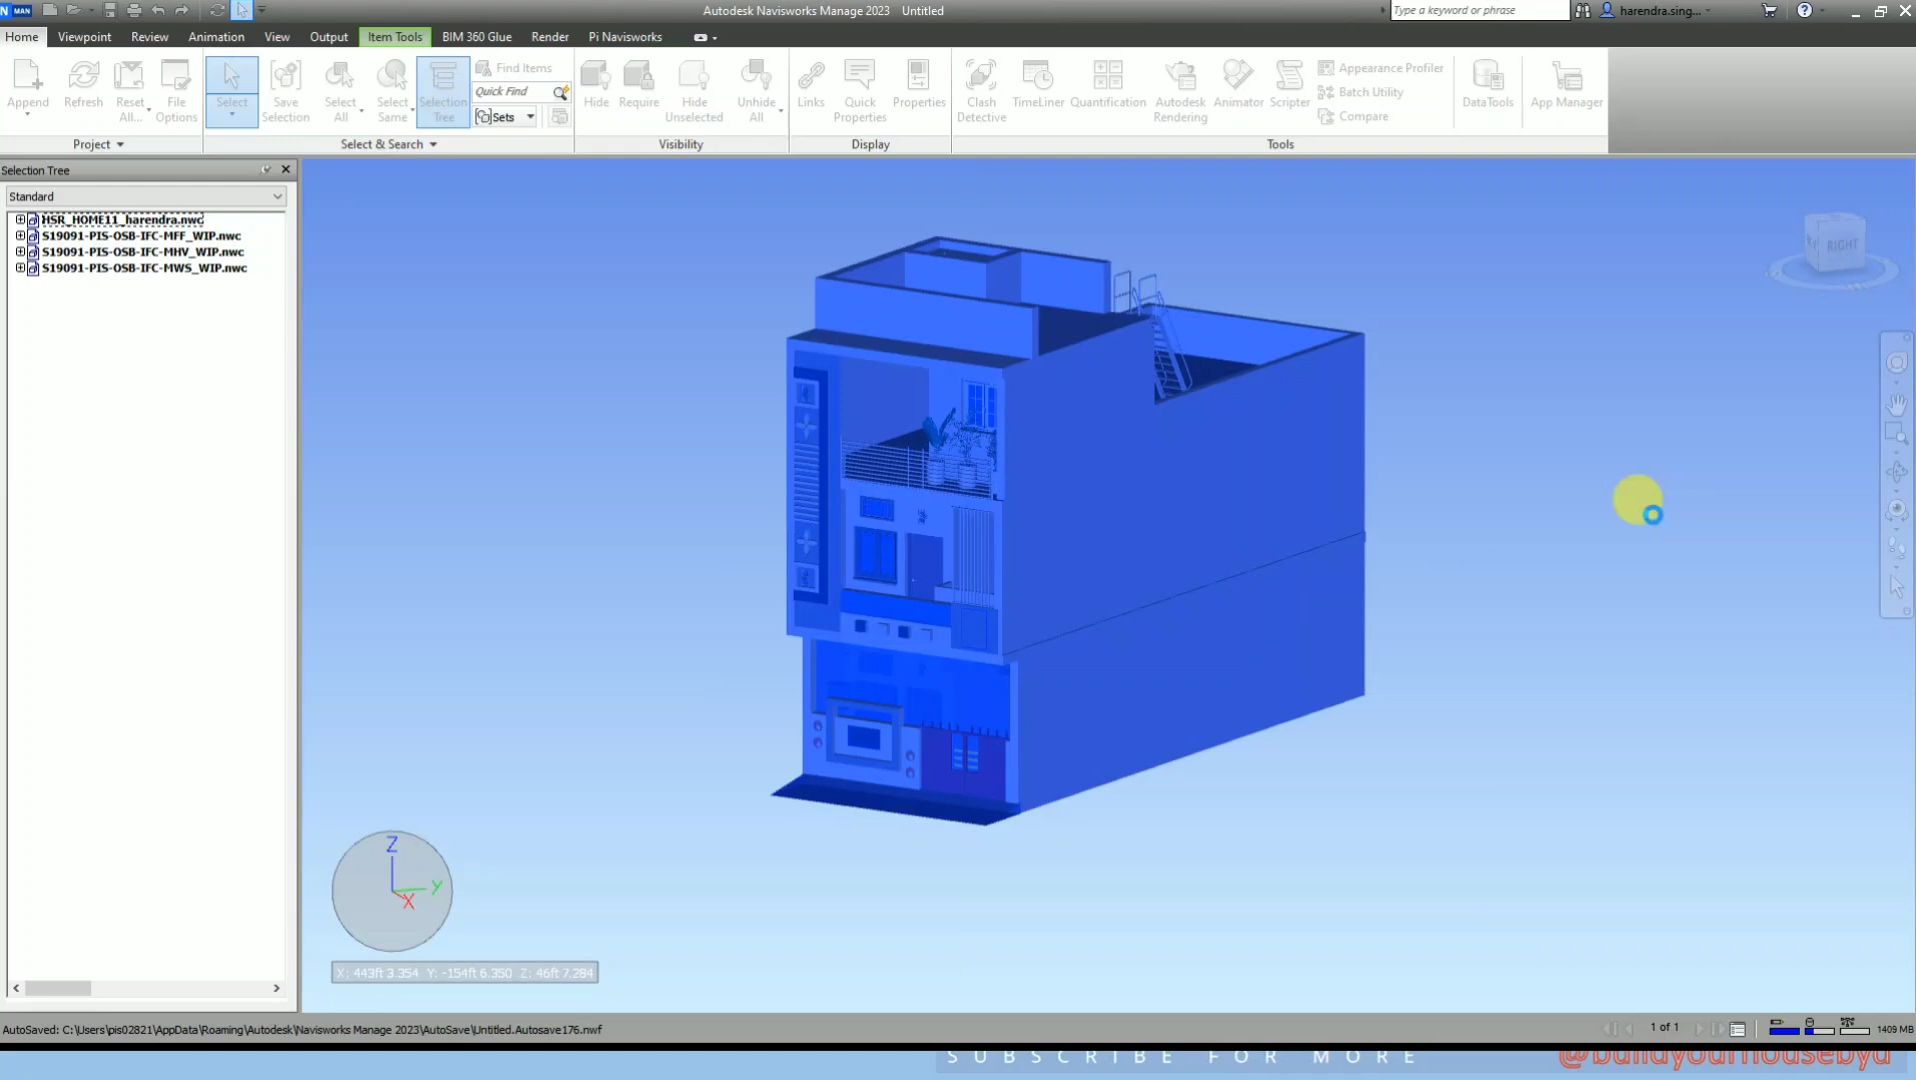 N MAN
Autodesk Navisworks Manage 2023 Untitled
Type a keyword or phrase
harendra.sing...
Home Viewpoint Review Animation View Output Item Tools BIM 360 Glue Render Pi Navisworks
Append
Refresh
Reset All...
File Options
Select
Save Selection
Select All
Select Same
Selection Tree
Find Items
Quick Find
Sets
Hide
Require
Hide Unselected
Unhide All
Links
Quick Properties
Properties
Clash Detective
TimeLiner
Quantification
Autodesk Rendering
Animator
Scripter
Appearance Profiler
Batch Utility
Compare
DataTools
App Manager
Project
Select & Search
Visibility
Display
Tools
Selection Tree
Standard
HSR_HOME11_harendra.nwc
S19091-PIS-OSB-IFC-MFF_WIP.nwc
S19091-PIS-OSB-IFC-MHV_WIP.nwc
S19091-PIS-OSB-IFC-MWS_WIP.nwc
RIGHT
Z
Y
X
X: 443ft 3.354 Y: -154ft 6.350 Z: 46ft 7.284
AutoSaved: C:\Users\pis02821\AppData\Roaming\Autodesk\Navisworks Manage 2023\AutoSave\Untitled.Autosave176.nwf
1 of 1
1409 MB
SUBSCRIBE FOR MORE
@buildyourhousebyd